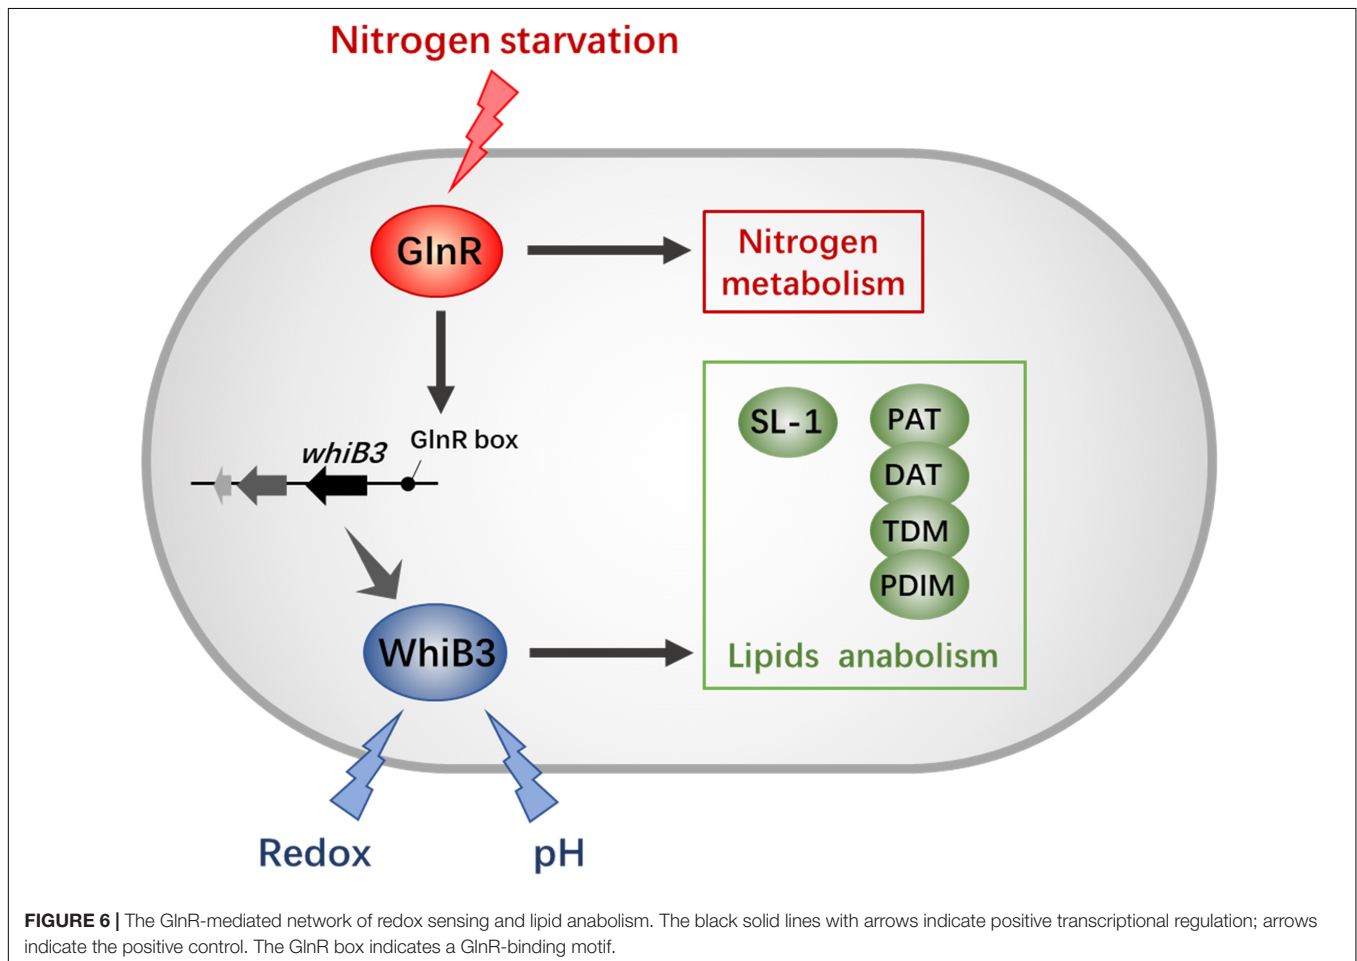 Nitrogen starvation
GlnR
Nitrogen
metabolism
GlnR box
whiB3
SL-1
PAT
DAT
TDM
PDIM
WhiB3
Lipids anabolism
Redox
pH
FIGURE 6 | The GlnR-mediated network of redox sensing and lipid anabolism. The black solid lines with arrows indicate positive transcriptional regulation; arrows
indicate the positive control. The GlnR box indicates a GlnR-binding motif.